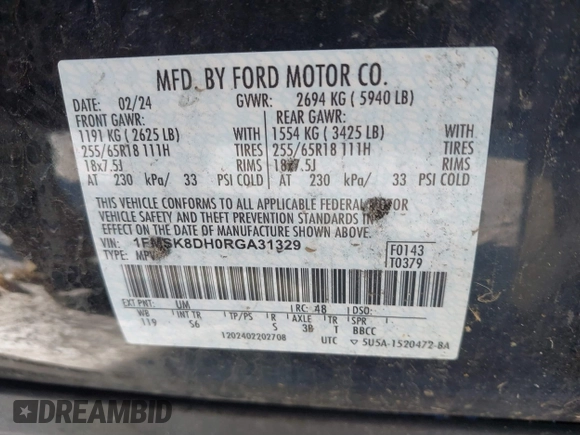 MFD. BY FORD MOTOR CO.
DATE: 02/24 GVWR: 2694 KG ( 5940 LB)
FRONT GAWR: REAR GAWR:
1191 KG ( 2625 LB) WITH 1554 KG ( 3425 LB) WITH
255/65R18 111H TIRES 255/65R18 111H TIRES
18x7.5J RIMS 18x7.5J RIMS
AT 230 kPa/ 33 PSI COLD AT 230 kPa/ 33 PSI COLD
THIS VEHICLE CONFORMS TO ALL APPLICABLE FEDERAL MOTOR
VEHICLE SAFETY AND THEFT PREVENTION STANDARDS IN
EFFECT ON THE DATE OF MANUFACTURE SHOWN ABOVE.
VIN: 1FMSK8DH0RGA31329 F0143
TYPE: MPV T0379
EXT PNT: UM RC: 48 DSO:
WB INT TR TP/PS R AXLE TR SPR
119 S6 S 3B T BBCC
1202402202708 UTC ▽ SUSA-1520472-BA
DREAMBID